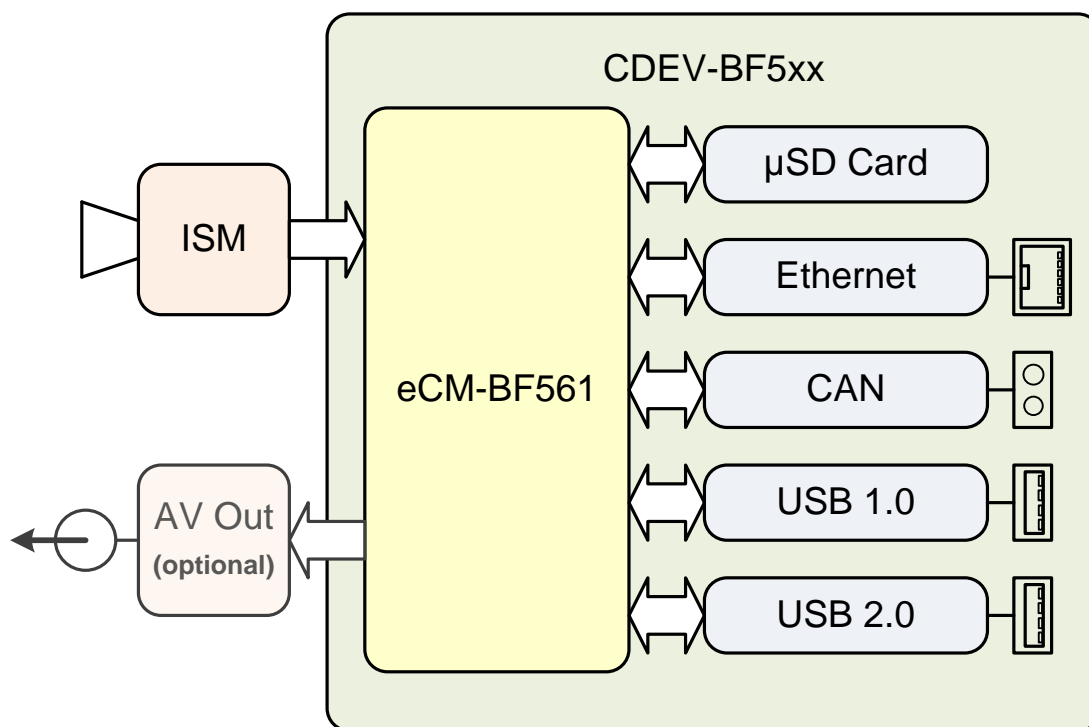 CDEV-BF5xx
µSD Card
ISM
Ethernet
eCM-BF561
CAN
AV Out
(optional)
USB 1.0
USB 2.0